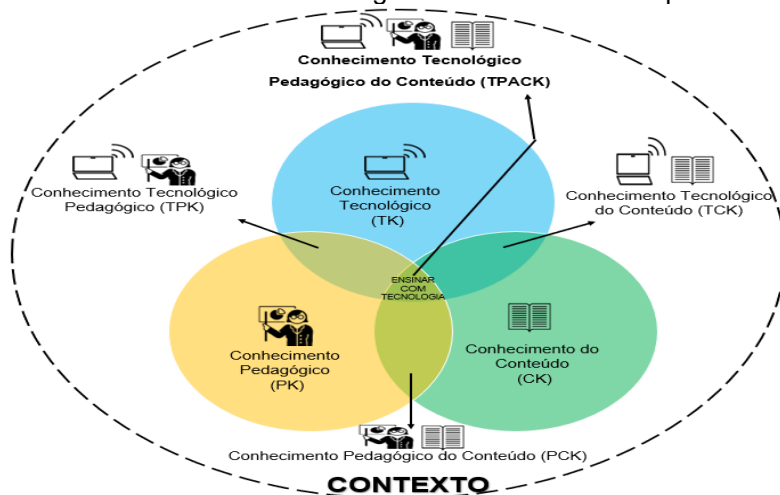 Conhecimento Tecnológico
Pedagógico do Conteúdo (TPACK)
Conhecimento Tecnológico
Pedagógico (TPK)
Conhecimento
Tecnológico
(TK)
Conhecimento Tecnológico
do Conteúdo (TCK)
ENSINAR
COM
TECNOLOGIA
Conhecimento
Pedagógico
(PK)
Conhecimento do
Conteúdo
(CK)
Conhecimento Pedagógico do Conteúdo (PCK)
CONTEXTO